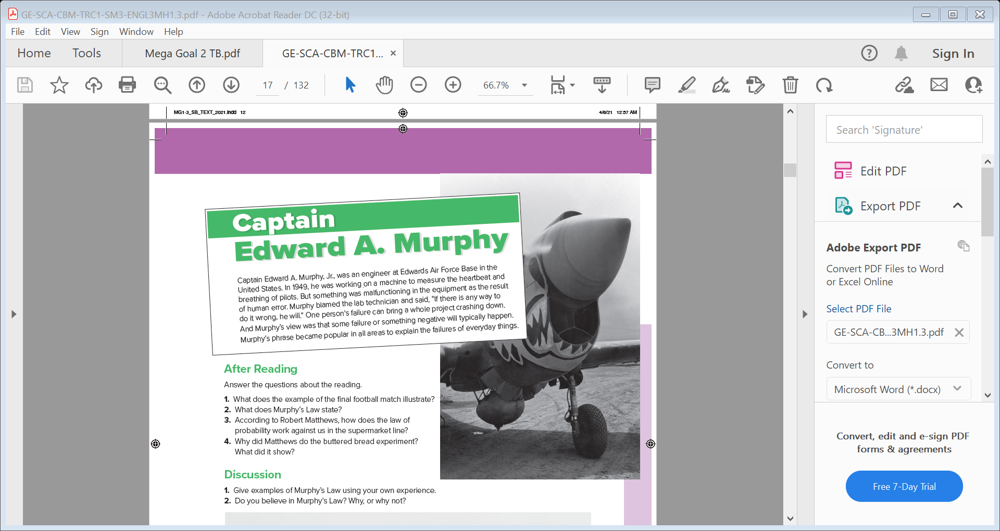 GE-SCA-CBM-TRC1-SM3-ENGL3MH1.3.pdf - Adobe Acrobat Reader DC (32-bit)
File Edit View Sign Window Help
Home Tools Mega Goal 2 TB.pdf GE-SCA-CBM-TRC1... × Sign In
17 / 132 66.7%
MG1-3_SB_TEXT_2021.indd 12 4/8/21 12:57 AM
Captain
Edward A. Murphy
Captain Edward A. Murphy, Jr., was an engineer at Edwards Air Force Base in the
United States. In 1949, he was working on a machine to measure the heartbeat and
breathing of pilots. But something was malfunctioning in the equipment as the result
of human error. Murphy blamed the lab technician and said, “If there is any way to
do it wrong, he will.” One person’s failure can bring a whole project crashing down.
And Murphy’s view was that some failure or something negative will typically happen.
Murphy’s phrase became popular in all areas to explain the failures of everyday things.
After Reading
Answer the questions about the reading.
1. What does the example of the final football match illustrate?
2. What does Murphy’s Law state?
3. According to Robert Matthews, how does the law of
probability work against us in the supermarket line?
4. Why did Matthews do the buttered bread experiment?
What did it show?
Discussion
1. Give examples of Murphy’s Law using your own experience.
2. Do you believe in Murphy’s Law? Why, or why not?
Search 'Signature'
Edit PDF
Export PDF
Adobe Export PDF
Convert PDF Files to Word
or Excel Online
Select PDF File
GE-SCA-CB...3MH1.3.pdf
Convert to
Microsoft Word (*.docx)
Convert, edit and e-sign PDF
forms & agreements
Free 7-Day Trial